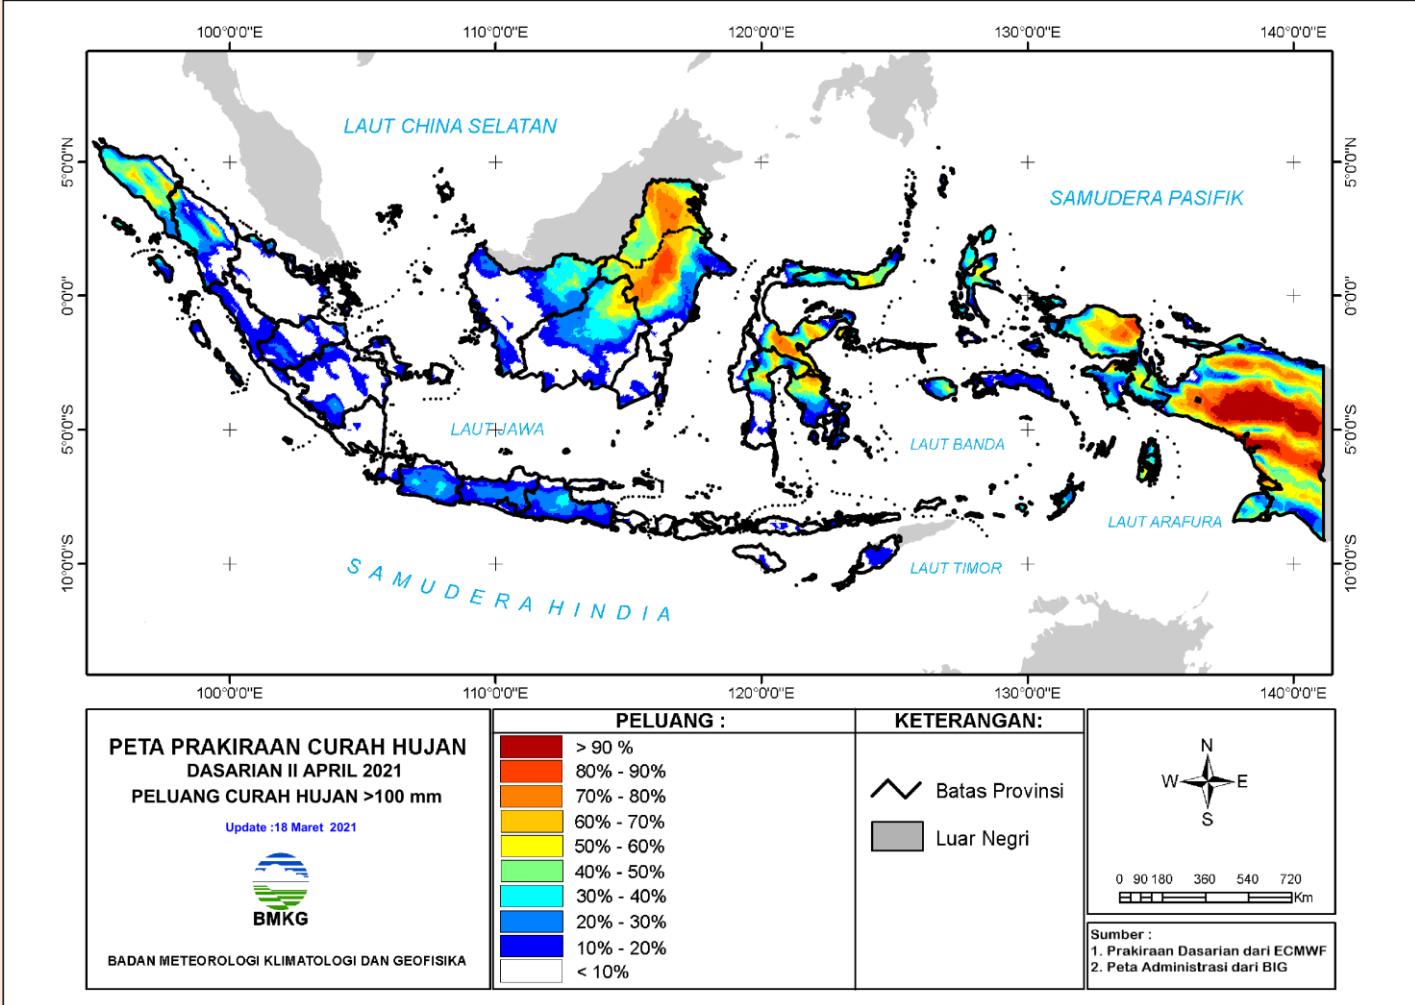 100°0'0"E 110°0'0"E 120°0'0"E 130°0'0"E 140°0'0"E
LAUT CHINA SELATAN
SAMUDERA PASIFIK
5°0'0"N
5°0'0"N
0°0'0"
0°0'0"
5°0'0"S
5°0'0"S
LAUT JAWA
LAUT BANDA
LAUT ARAFURA
10°0'0"S
10°0'0"S
LAUT TIMOR
SAMUDERA HINDIA
100°0'0"E 110°0'0"E 120°0'0"E 130°0'0"E 140°0'0"E
PETA PRAKIRAAN CURAH HUJAN
DASARIAN II APRIL 2021
PELUANG CURAH HUJAN >100 mm
Update :18 Maret 2021
BMKG
BADAN METEOROLOGI KLIMATOLOGI DAN GEOFISIKA
PELUANG :
> 90 %
80% - 90%
70% - 80%
60% - 70%
50% - 60%
40% - 50%
30% - 40%
20% - 30%
10% - 20%
< 10%
KETERANGAN:
Batas Provinsi
Luar Negri
N
W E
S
0 90 180 360 540 720
Km
Sumber :
1. Prakiraan Dasarian dari ECMWF
2. Peta Administrasi dari BIG